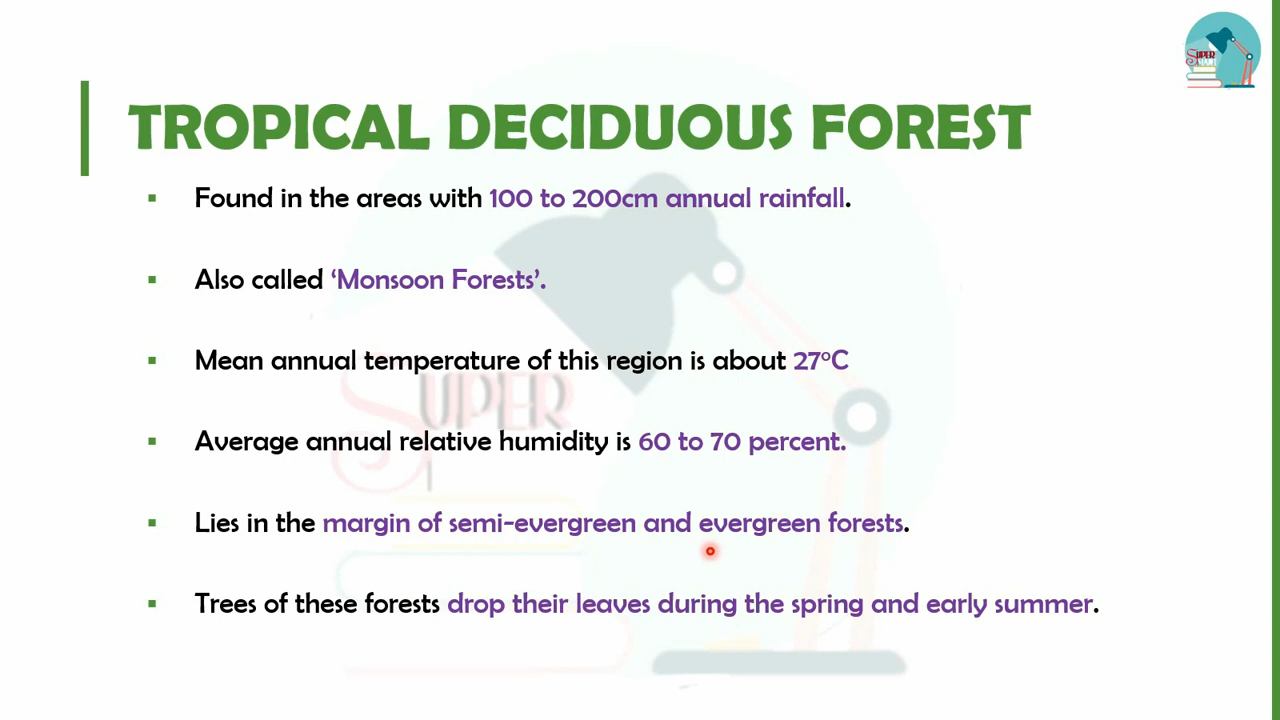 TROPICAL DECIDUOUS FOREST
▪ Found in the areas with 100 to 200cm annual rainfall.
▪ Also called ‘Monsoon Forests’.
▪ Mean annual temperature of this region is about 27°C
▪ Average annual relative humidity is 60 to 70 percent.
▪ Lies in the margin of semi-evergreen and evergreen forests.
▪ Trees of these forests drop their leaves during the spring and early summer.
SUPER